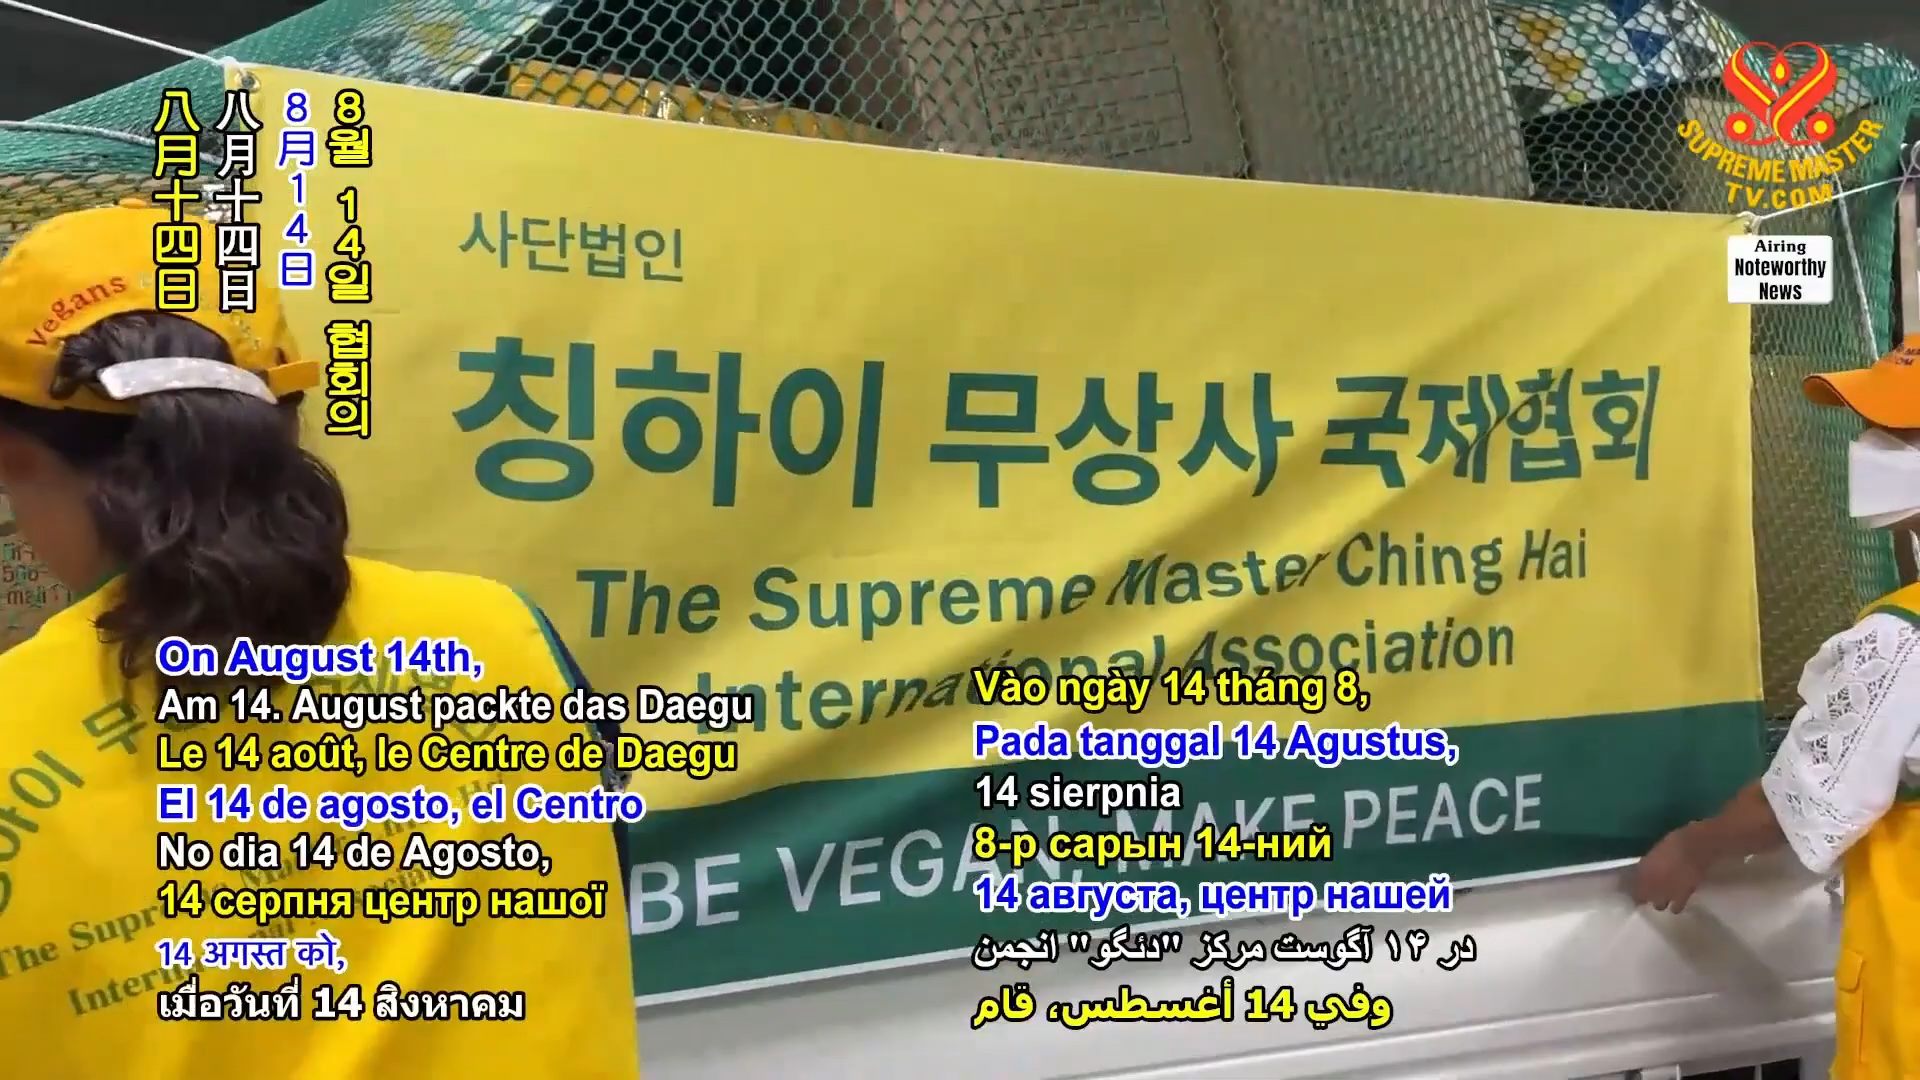 SUPREME MASTER
TV.COM
Airing
Noteworthy
News
八月十四日
八月十四日
8月14日
8월 14일 협회의
vegans
사단법인
칭하이 무상사 국제협회
The Supreme Master Ching Hai
International Association
BE VEGAN, MAKE PEACE
On August 14th,
Am 14. August packte das Daegu
Le 14 août, le Centre de Daegu
El 14 de agosto, el Centro
No dia 14 de Agosto,
14 серпня центр нашої
14 अगस्त को,
เมื่อวันที่ 14 สิงหาคม
Vào ngày 14 tháng 8,
Pada tanggal 14 Agustus,
14 sierpnia
8-р сарын 14-ний
14 августа, центр нашей
در ۱۴ آگوست مرکز "دئگو" انجمن
وفي 14 أغسطس، قام